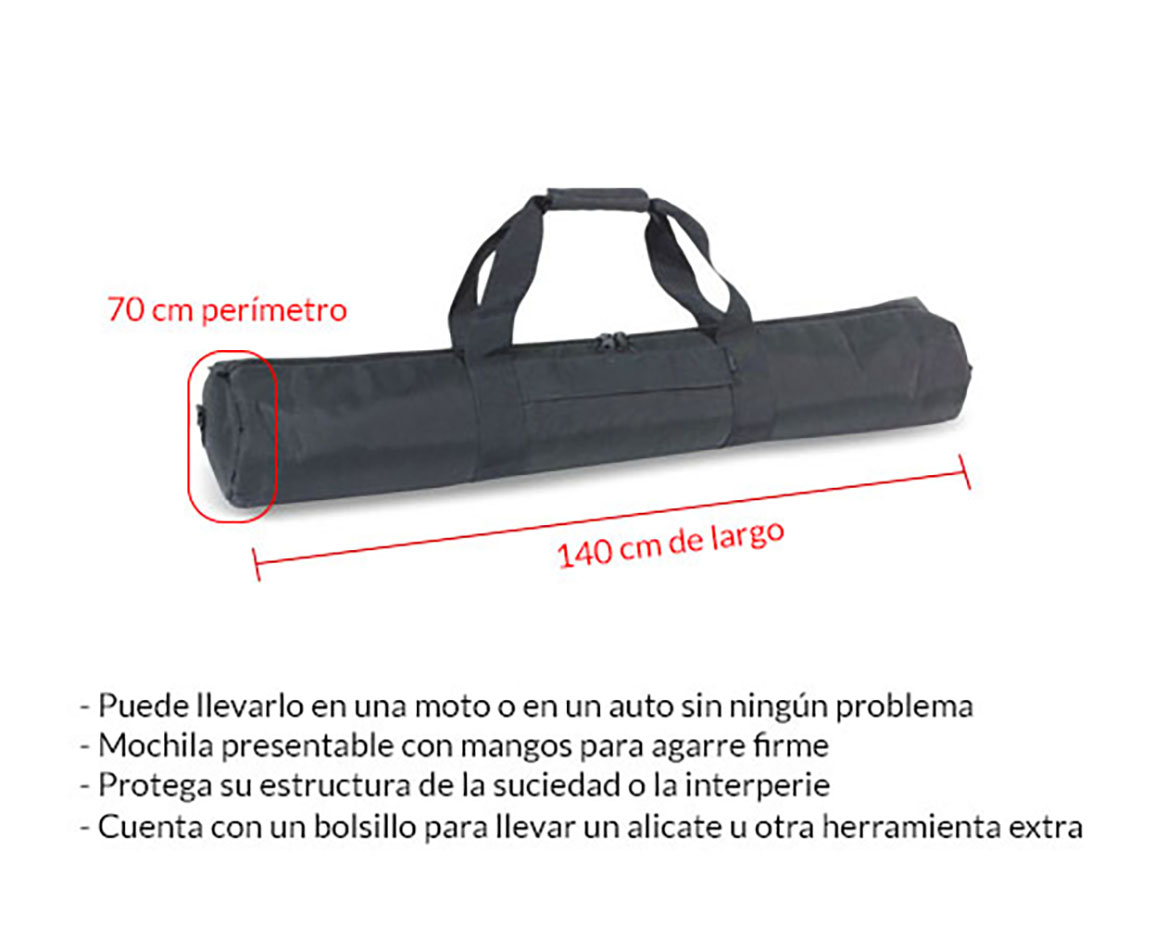 70 cm perímetro
140 cm de largo
- Puede llevarlo en una moto o en un auto sin ningún problema
- Mochila presentable con mangos para agarre firme
- Protega su estructura de la suciedad o la interperie
- Cuenta con un bolsillo para llevar un alicate u otra herramienta extra